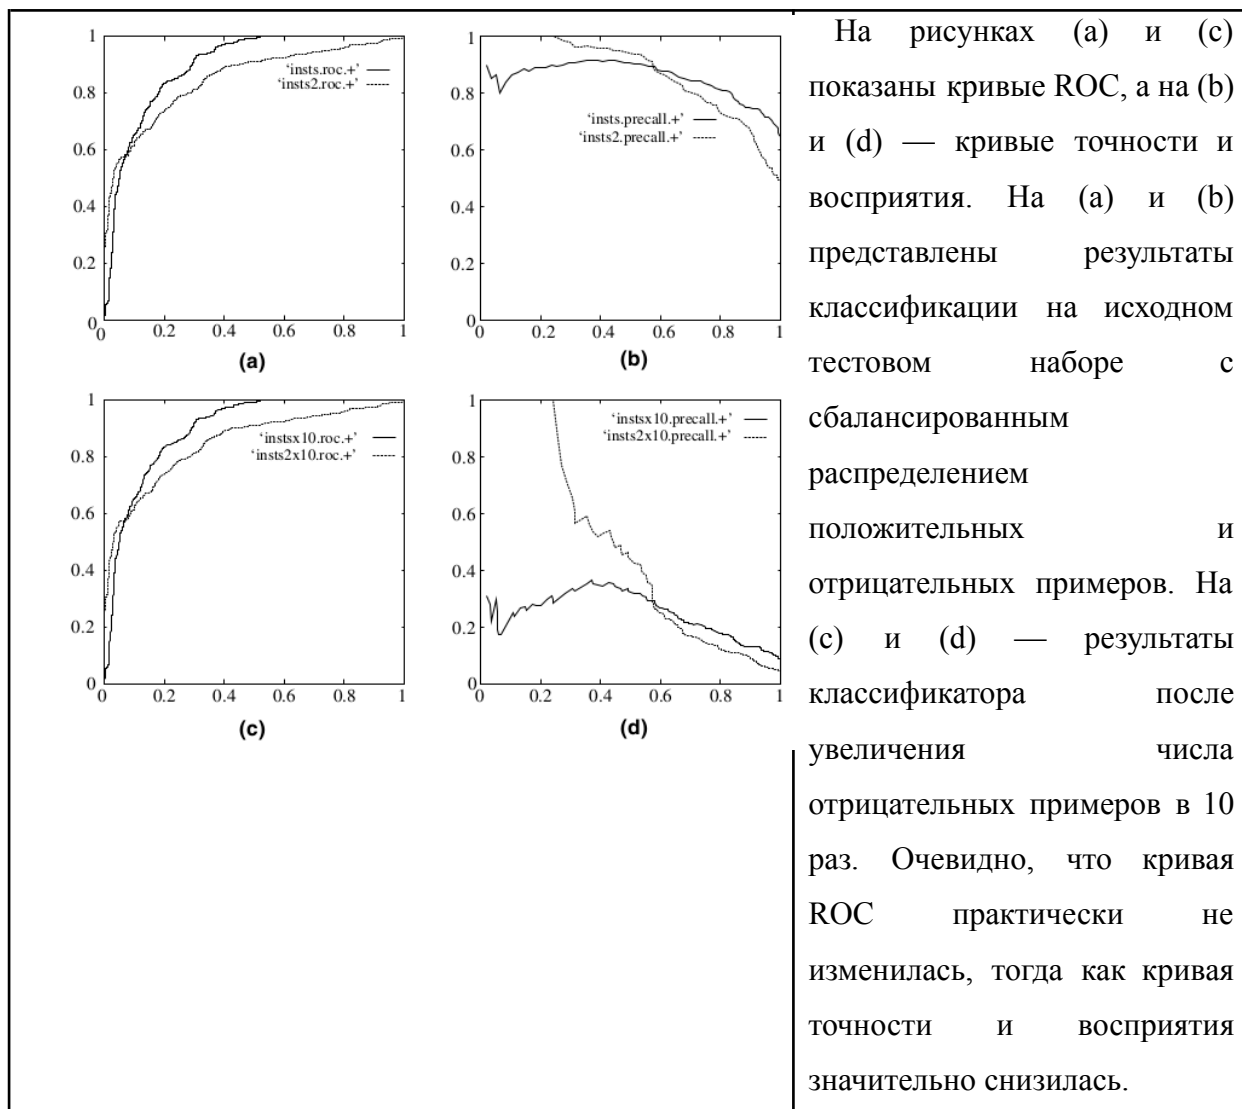 1
0.8
0.6
0.4
0.2
0
0
0.2
0.4
0.6
0.8
1
‘insts.roc.+’
‘insts2.roc.+’
(a)
1
0.8
0.6
0.4
0.2
0
0
0.2
0.4
0.6
0.8
1
‘insts.precall.+’
‘insts2.precall.+’
(b)
1
0.8
0.6
0.4
0.2
0
0
0.2
0.4
0.6
0.8
1
‘instsx10.roc.+’
‘insts2x10.roc.+’
(c)
1
0.8
0.6
0.4
0.2
0
0
0.2
0.4
0.6
0.8
1
‘instsx10.precall.+’
‘insts2x10.precall.+’
(d)
На рисунках (a) и (c)
показаны кривые ROC, а на (b)
и (d) — кривые точности и
восприятия. На (a) и (b)
представлены результаты
классификации на исходном
тестовом наборе с
сбалансированным
распределением
положительных и
отрицательных примеров. На
(c) и (d) — результаты
классификатора после
увеличения числа
отрицательных примеров в 10
раз. Очевидно, что кривая
ROC практически не
изменилась, тогда как кривая
точности и восприятия
значительно снизилась.